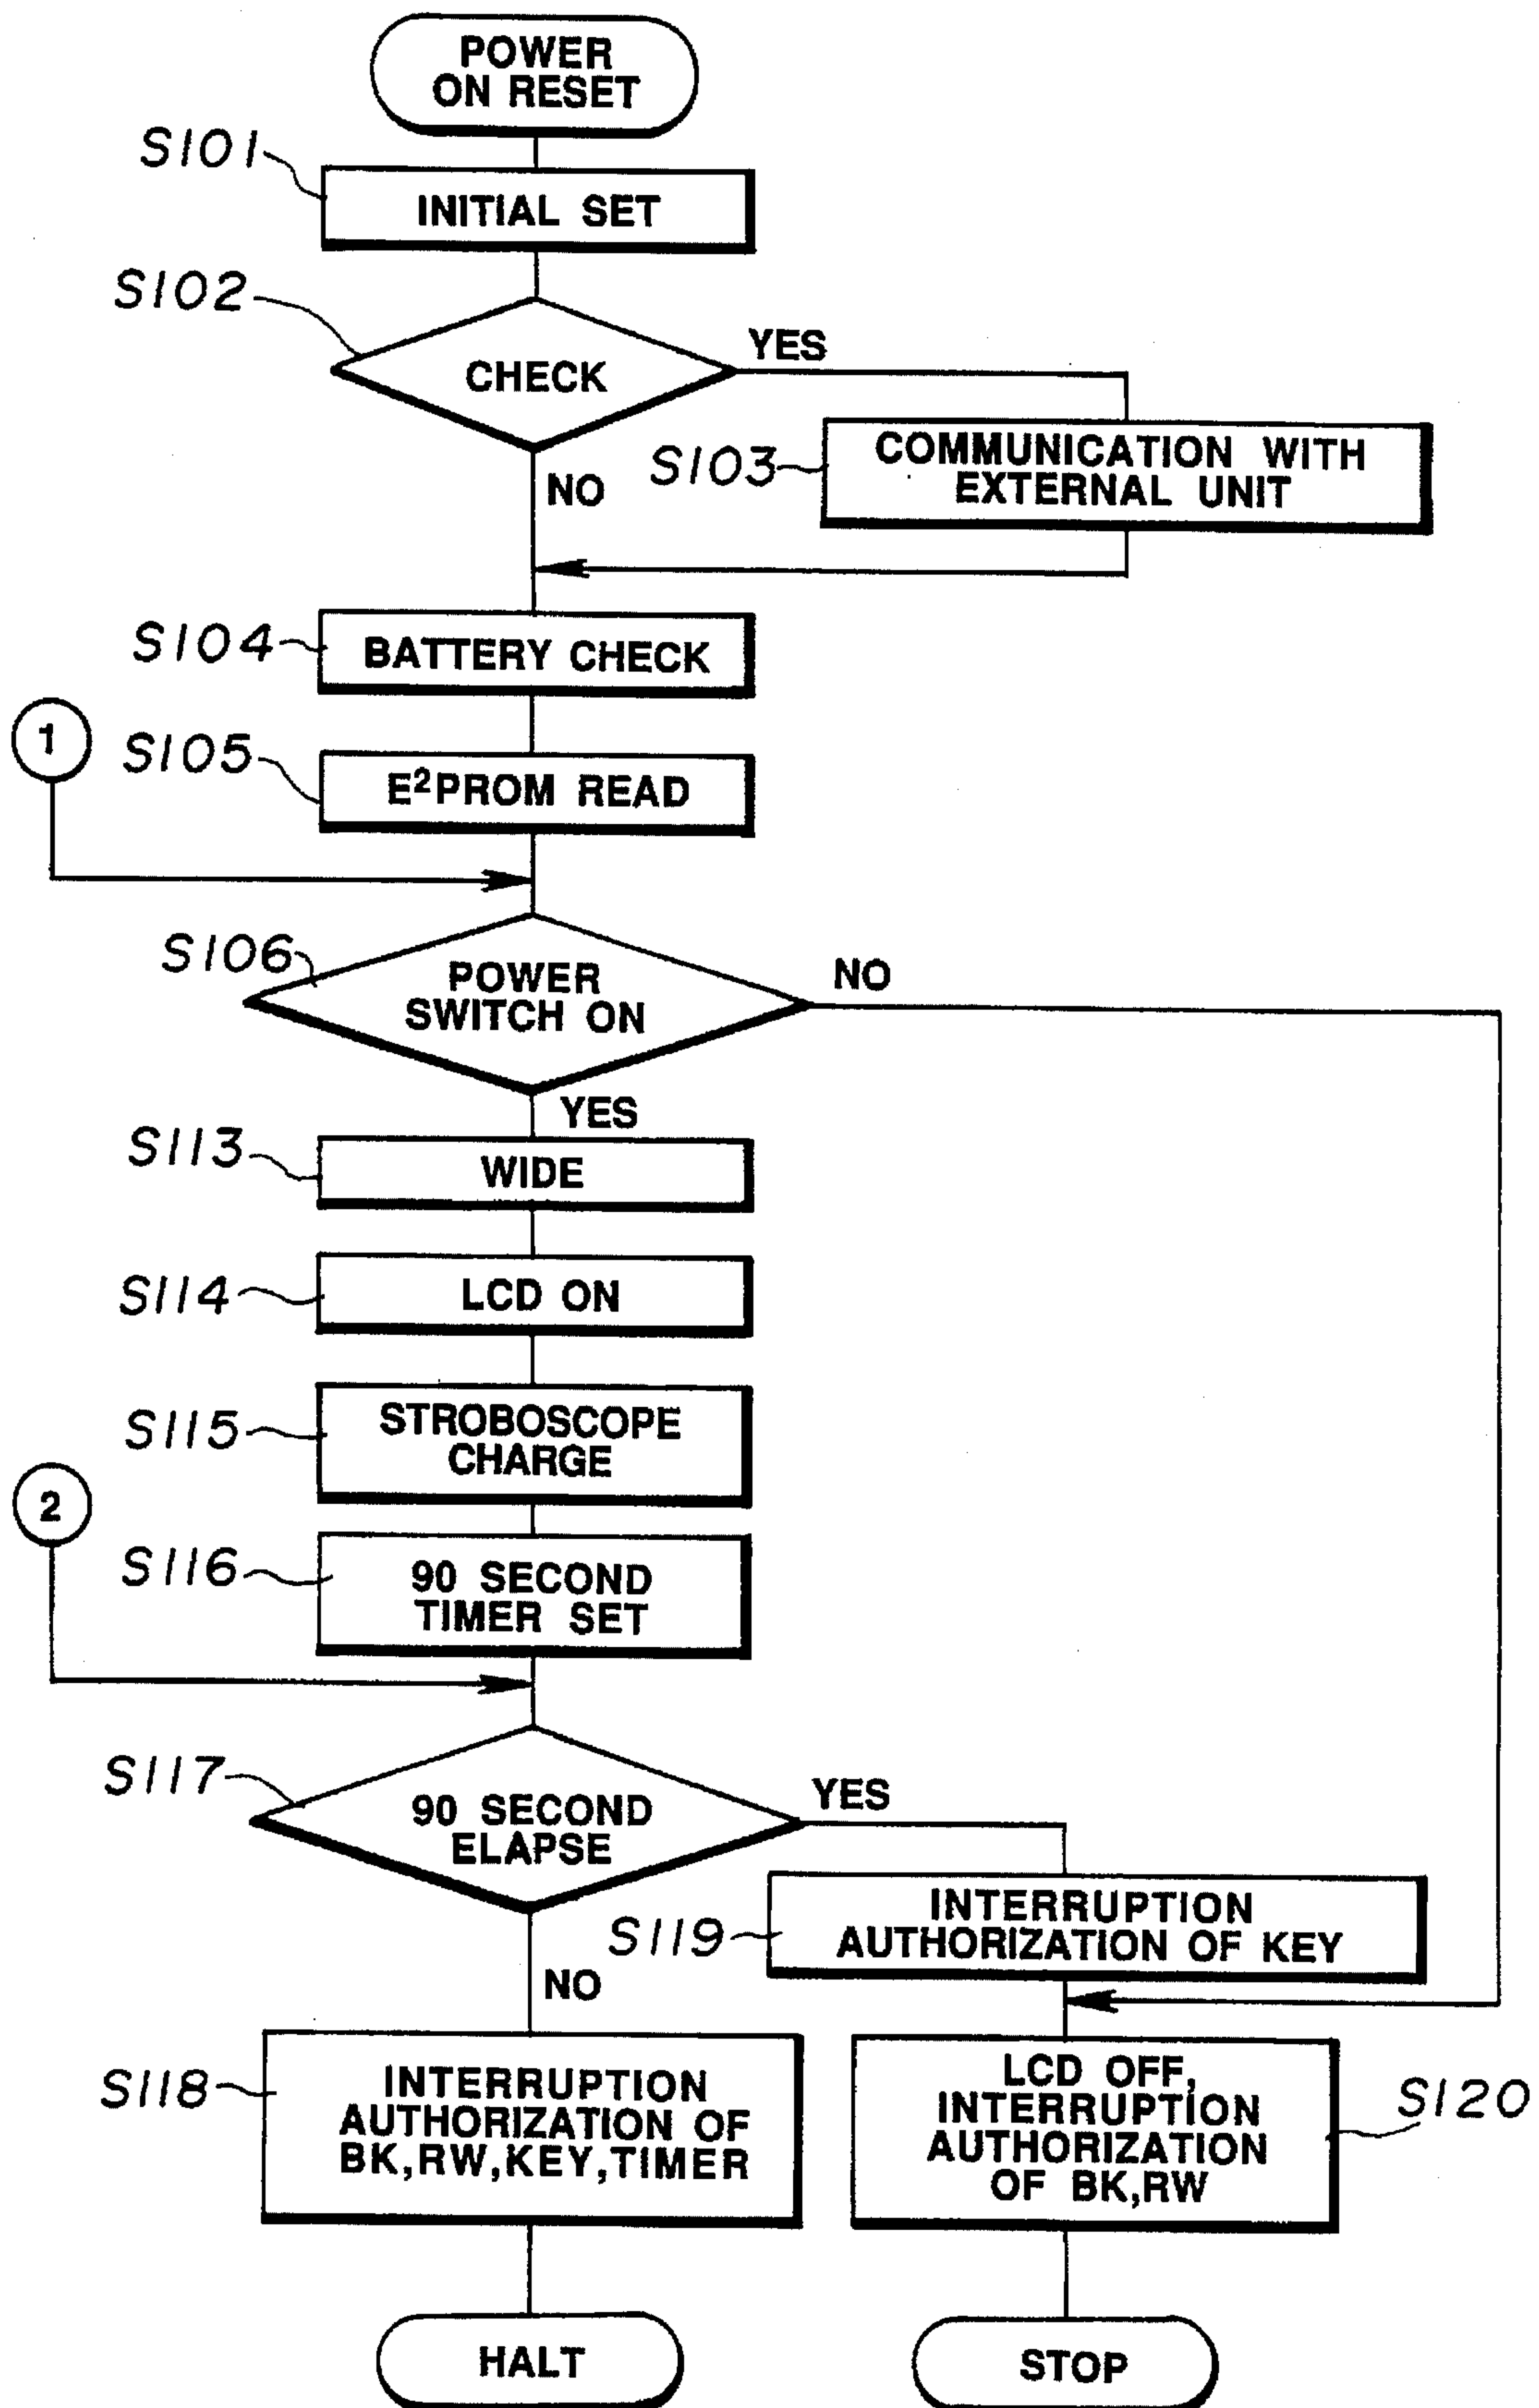 POWER
ON RESET
S101
INITIAL SET
S102
CHECK
YES
NO
S103
COMMUNICATION WITH
EXTERNAL UNIT
S104
BATTERY CHECK
1
S105
E²PROM READ
S106
POWER
SWITCH ON
NO
YES
S113
WIDE
S114
LCD ON
S115
STROBOSCOPE
CHARGE
2
S116
90 SECOND
TIMER SET
S117
90 SECOND
ELAPSE
YES
NO
S119
INTERRUPTION
AUTHORIZATION OF KEY
S118
INTERRUPTION
AUTHORIZATION OF
BK,RW,KEY,TIMER
LCD OFF,
INTERRUPTION
AUTHORIZATION
OF BK,RW
S120
HALT
STOP